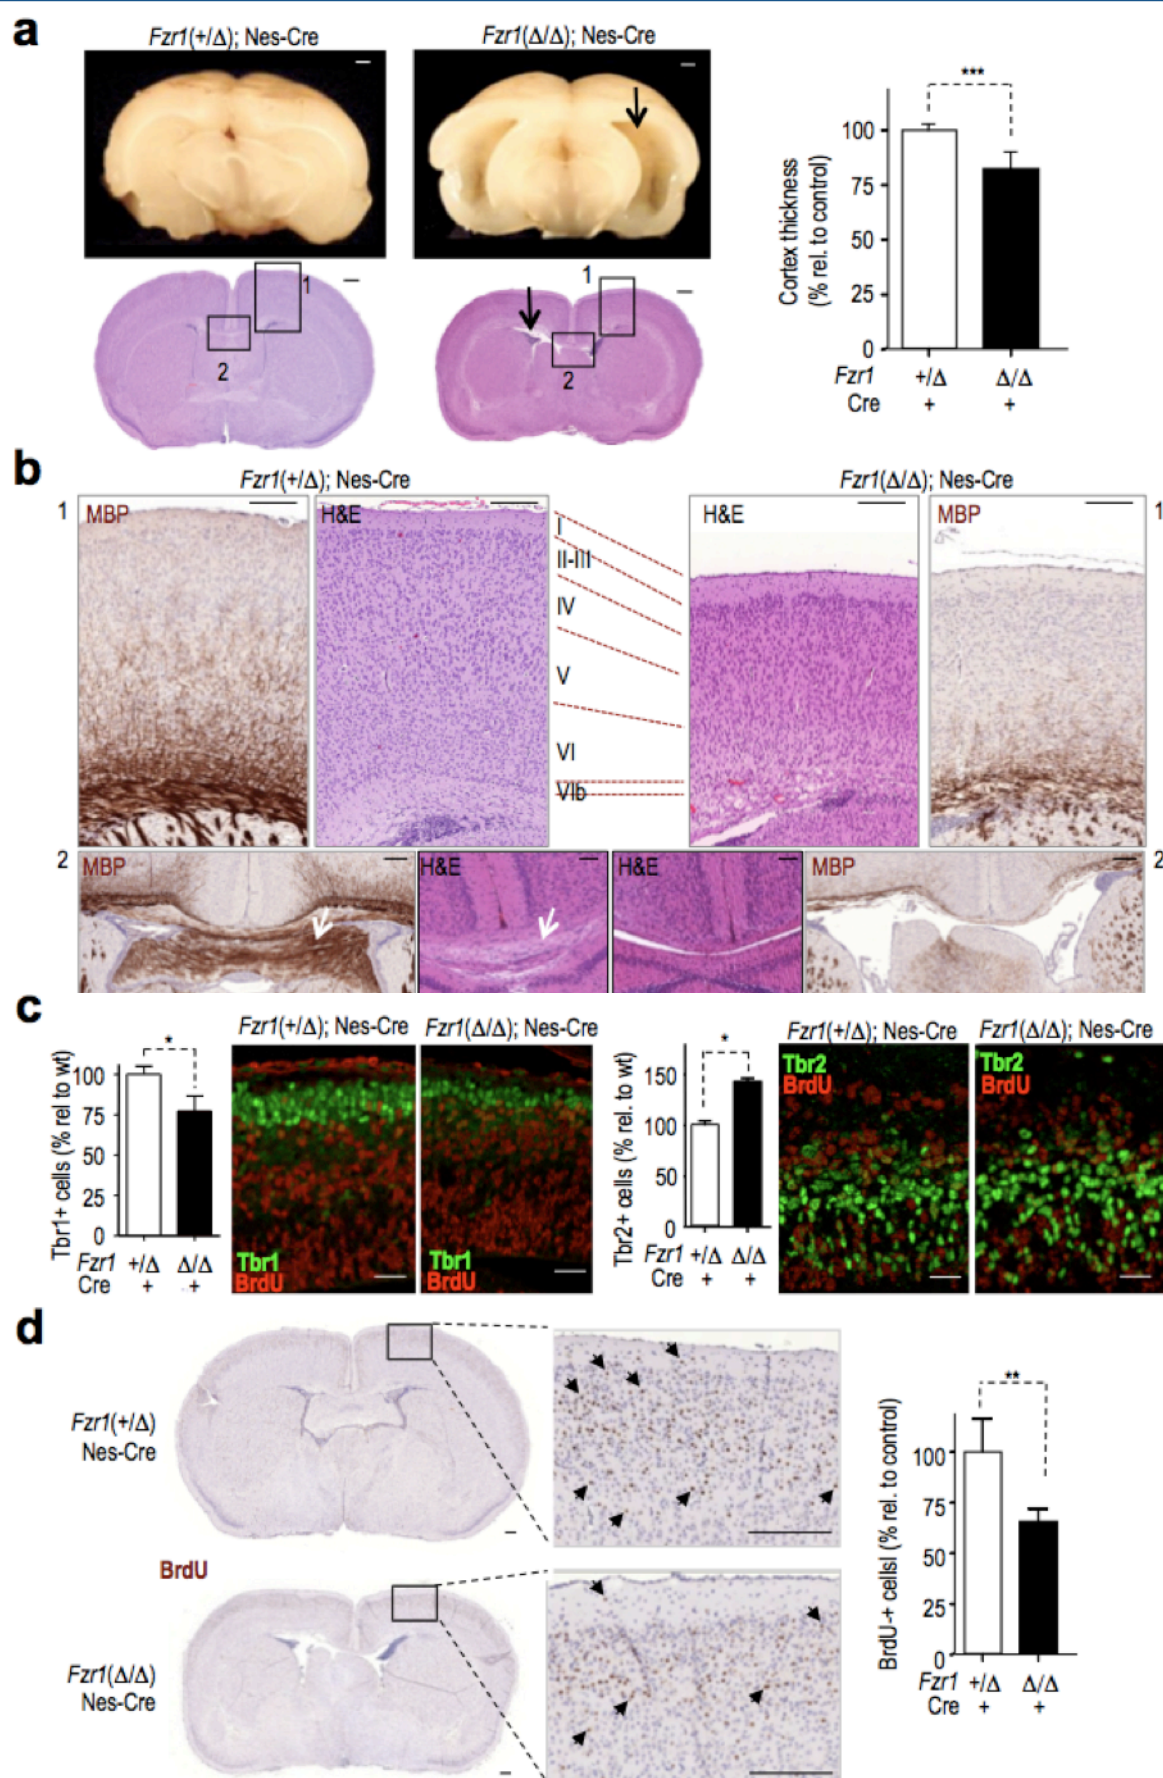 a
Fzr1(+/Δ); Nes-Cre
Fzr1(Δ/Δ); Nes-Cre
1
2
1
2
***
Cortex thickness
(% rel. to control)
100
75
50
25
0
Fzr1 +/Δ Δ/Δ
Cre + +
b
Fzr1(+/Δ); Nes-Cre
Fzr1(Δ/Δ); Nes-Cre
1
MBP
H&E
I
II-III
IV
V
VI
VIb
H&E
MBP
1
2
MBP
H&E
H&E
MBP
2
c
Tbr1+ cells (% rel to wt)
100
75
50
25
0
*
Fzr1 +/Δ Δ/Δ
Cre + +
Fzr1(+/Δ); Nes-Cre
Tbr1
BrdU
Fzr1(Δ/Δ); Nes-Cre
Tbr1
BrdU
Tbr2+ cells (% rel. to wt)
150
100
50
0
*
Fzr1 +/Δ Δ/Δ
Cre + +
Fzr1(+/Δ); Nes-Cre
Tbr2
BrdU
Fzr1(Δ/Δ); Nes-Cre
Tbr2
BrdU
d
Fzr1(+/Δ)
Nes-Cre
BrdU
Fzr1(Δ/Δ)
Nes-Cre
**
BrdU-+ cellsl (% rel. to control)
100
75
50
25
0
Fzr1 +/Δ Δ/Δ
Cre + +